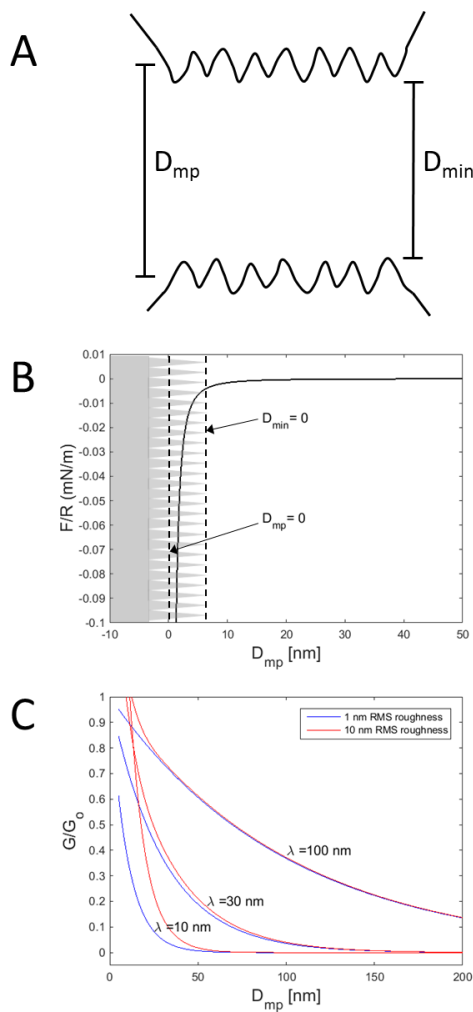 A
Dmp
Dmin
B
F/R (mN/m)
0.01
0
-0.01
-0.02
-0.03
-0.04
-0.05
-0.06
-0.07
-0.08
-0.09
-0.1
Dmin = 0
Dmp = 0
-10 0 10 20 30 40 50
Dmp [nm]
C
G/Go
1
0.9
0.8
0.7
0.6
0.5
0.4
0.3
0.2
0.1
0
1 nm RMS roughness
10 nm RMS roughness
λ =100 nm
λ =30 nm
λ =10 nm
0 50 100 150 200
Dmp [nm]